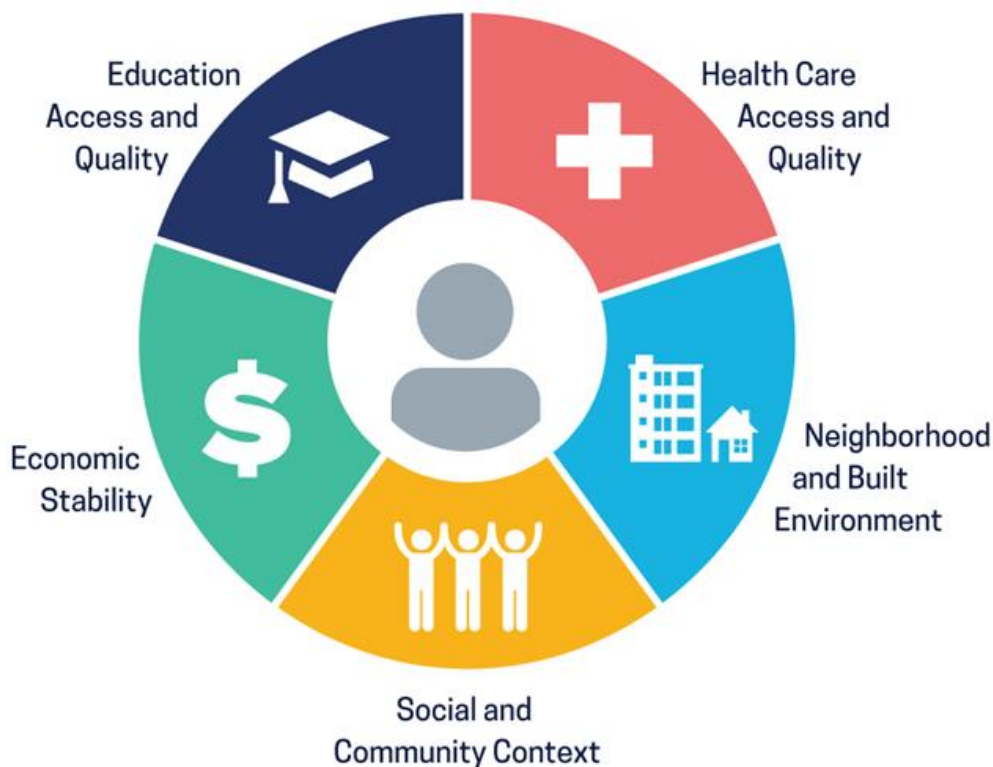 Education
Access and
Quality
Health Care
Access and
Quality
Economic
Stability
Neighborhood
and Built
Environment
Social and
Community Context